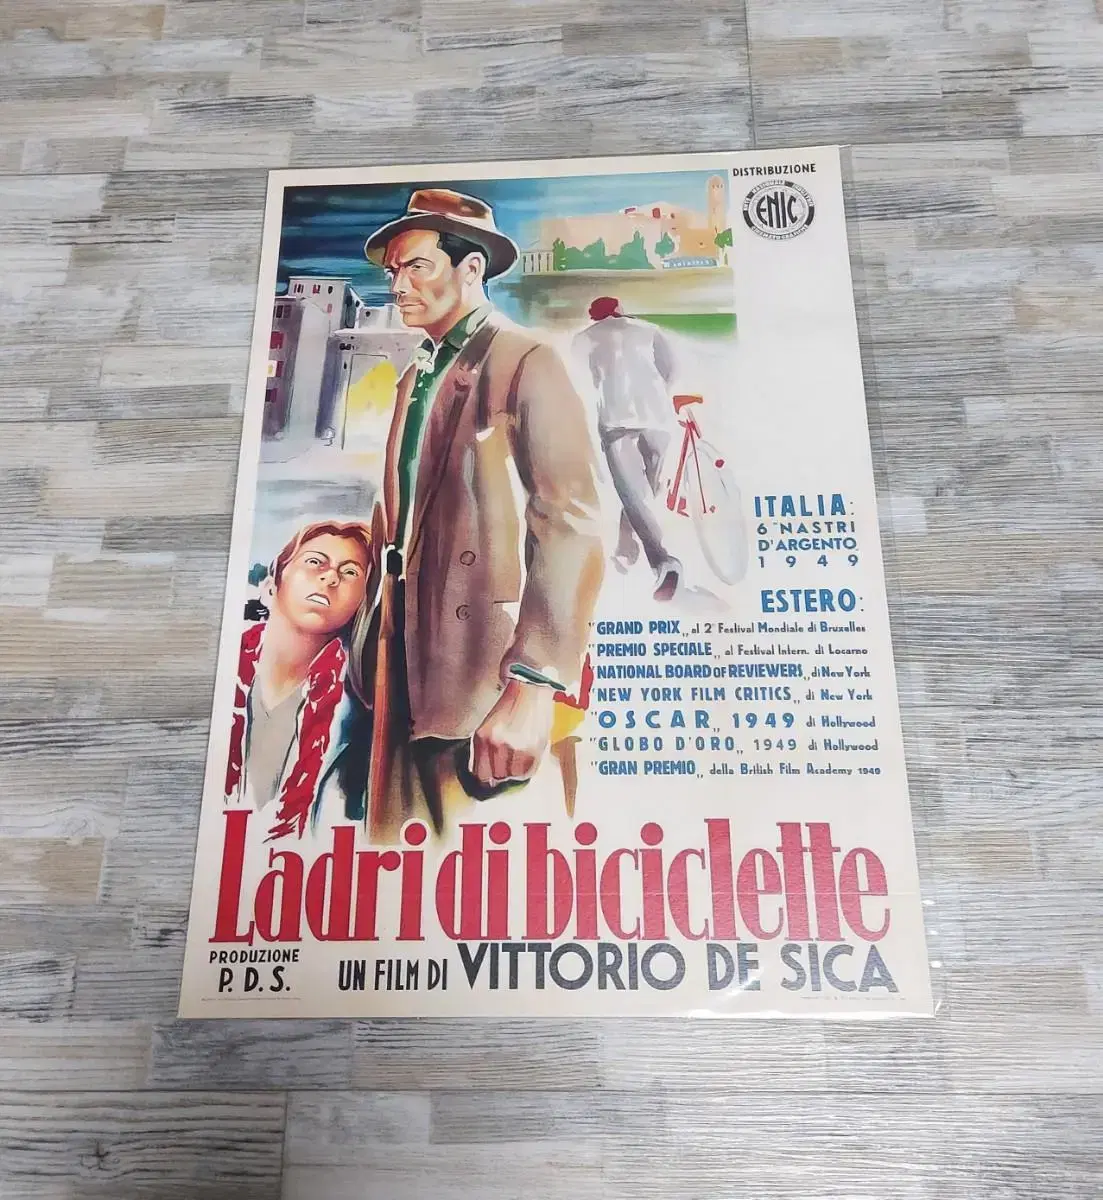 DISTRIBUZIONE
ENIC
ITALIA:
6 NASTRI
D'ARGENTO
1949
ESTERO:
"GRAND PRIX„ al 2° Festival Mondiale di Bruxelles
"PREMIO SPECIALE„ al Festival Intern. di Locarno
"NATIONAL BOARD OF REVIEWERS„ di New York
"NEW YORK FILM CRITICS„ di New York
"OSCAR„ 1949 di Hollywood
"GLOBO D'ORO„ 1949 di Hollywood
"GRAN PREMIO„ della British Film Academy 1949
Ladri di biciclette
PRODUZIONE
P.D.S.
UN FILM DI VITTORIO DE SICA